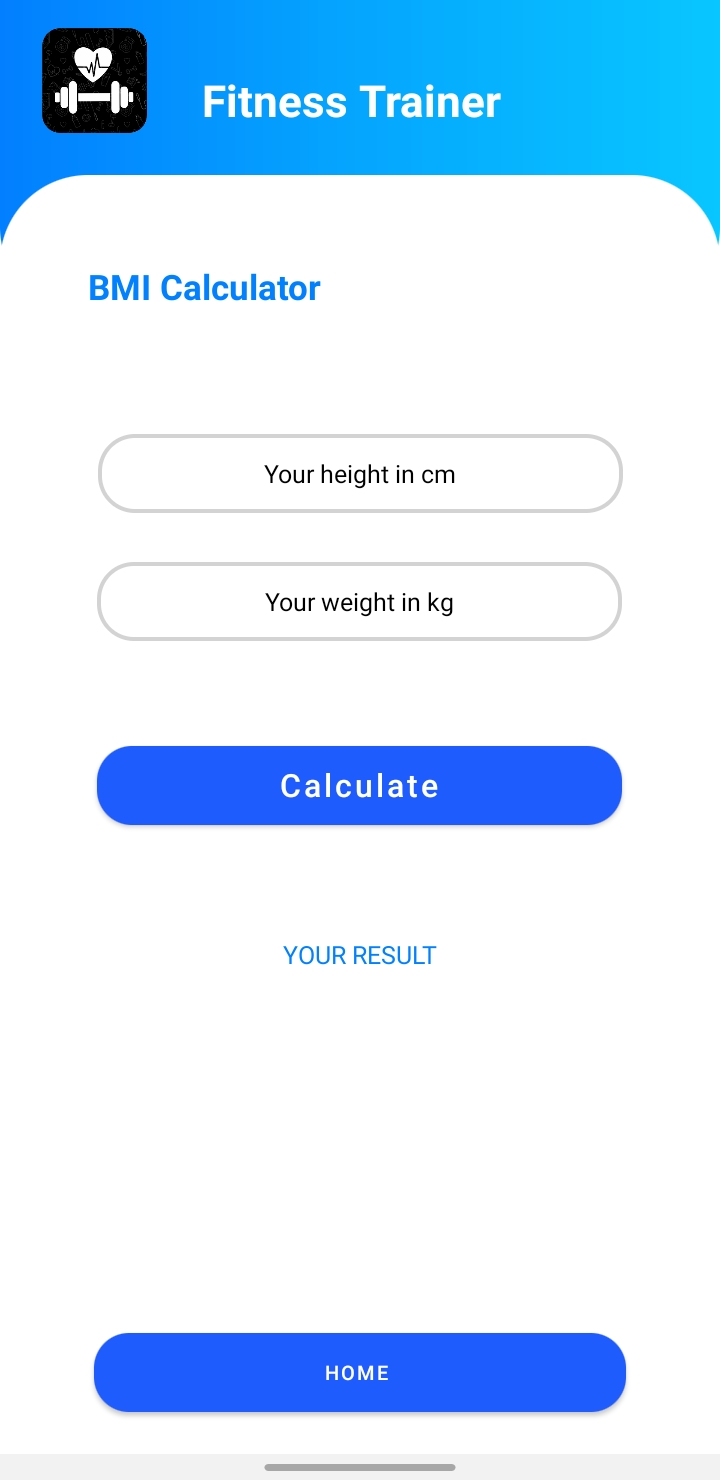 Fitness Trainer
BMI Calculator
Your height in cm
Your weight in kg
Calculate
YOUR RESULT
HOME